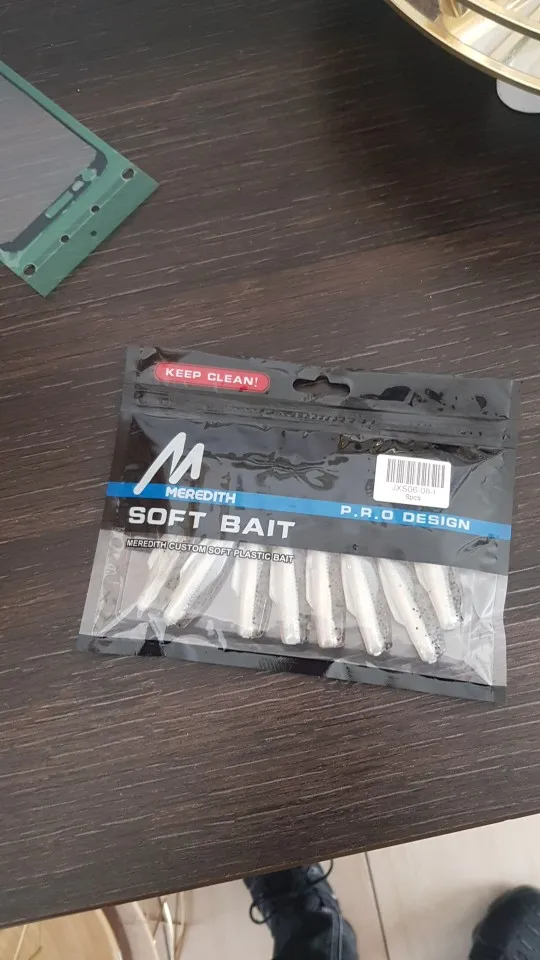 KEEP CLEAN!
MEREDITH
SOFT BAIT
P.R.O DESIGN
MEREDITH CUSTOM SOFT PLASTIC BAIT